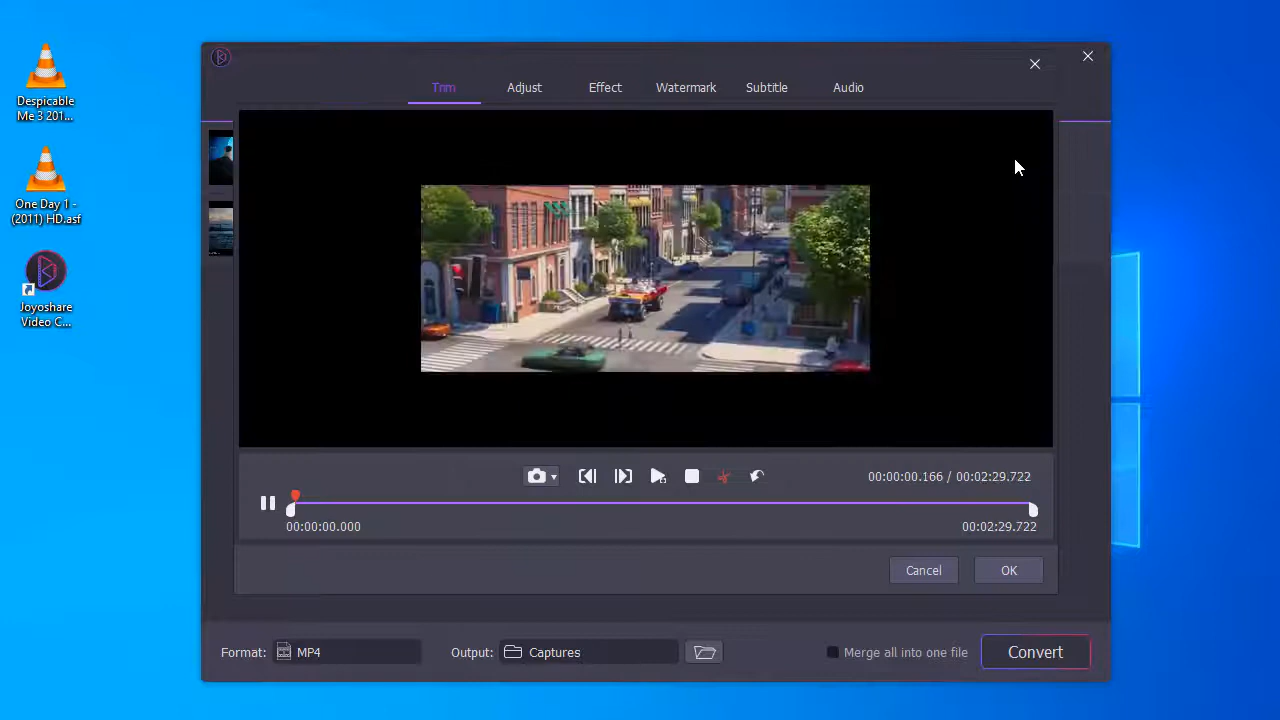 Despicable
Me 3 201...
One Day 1 -
(2011) HD.asf
Joyoshare
Video C...
Trim
Adjust
Effect
Watermark
Subtitle
Audio
00:00:00.166 / 00:02:29.722
00:00:00.000
00:02:29.722
Cancel
OK
Format:
MP4
Output:
Captures
Merge all into one file
Convert